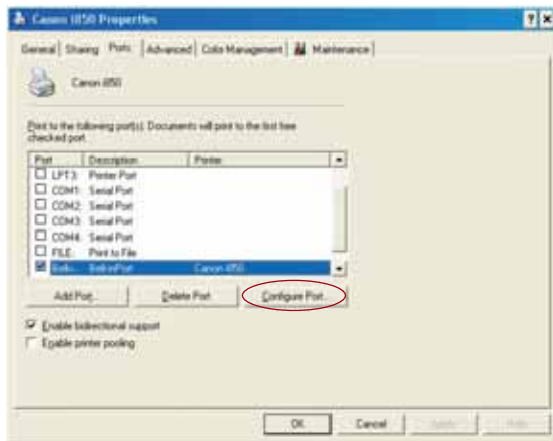 Canon i850 Properties
General Sharing Ports Advanced Color Management Maintenance
Canon i850
Print to the following port(s). Documents will print to the first free
checked port.
Port Description Printer
LPT3: Printer Port
COM1: Serial Port
COM2: Serial Port
COM3: Serial Port
COM4: Serial Port
FILE: Print to File
Belki... BelkinPort Canon i850
Add Port... Delete Port Configure Port...
Enable bidirectional support
Enable printer pooling
OK Cancel Apply Help